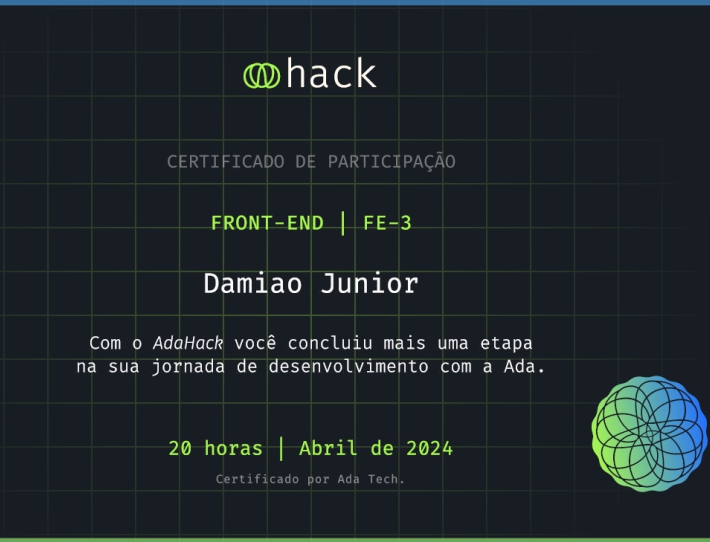 hack
CERTIFICADO DE PARTICIPAÇÃO
FRONT-END | FE-3
Damiao Junior
Com o AdaHack você concluiu mais uma etapa
na sua jornada de desenvolvimento com a Ada.
20 horas | Abril de 2024
Certificado por Ada Tech.